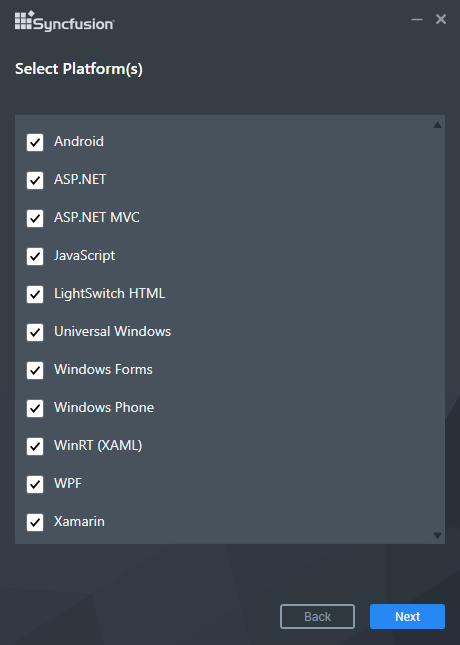 Syncfusion
Select Platform(s)
Android
ASP.NET
ASP.NET MVC
JavaScript
LightSwitch HTML
Universal Windows
Windows Forms
Windows Phone
WinRT (XAML)
WPF
Xamarin
Back
Next